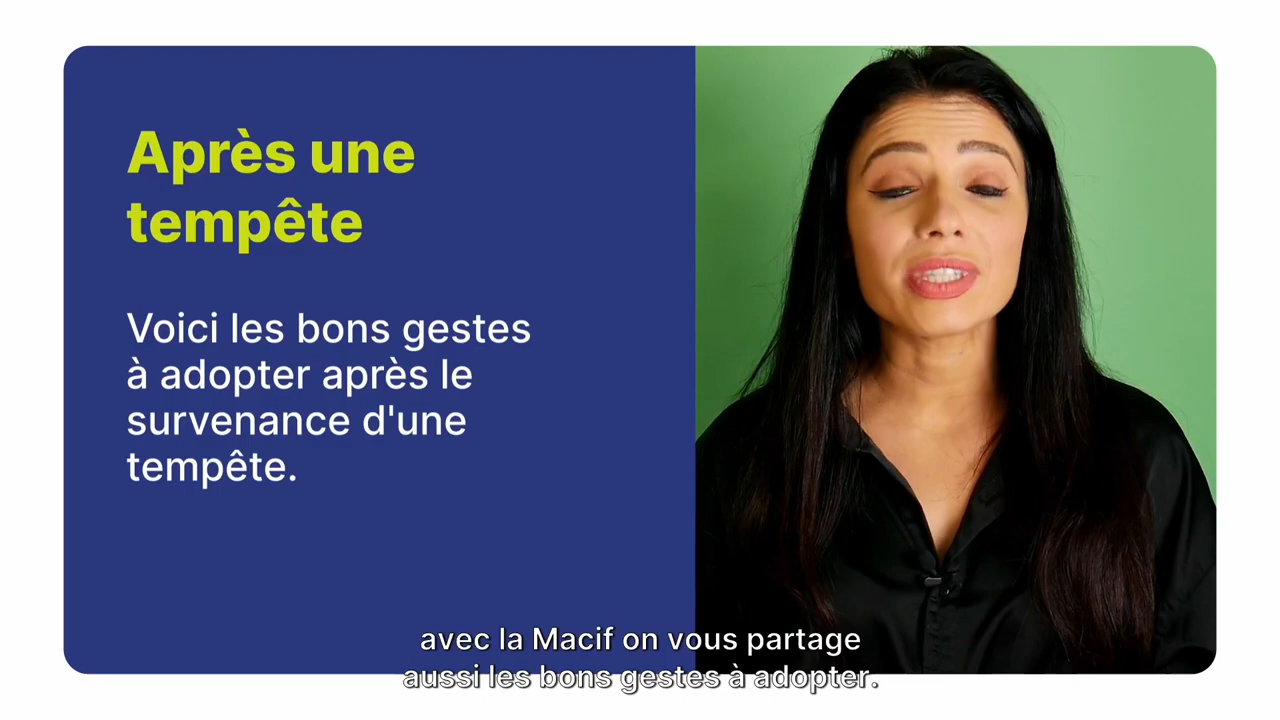 Après une
tempête
Voici les bons gestes
à adopter après le
survenance d'une
tempête.
avec la Macif on vous partage
aussi les bons gestes à adopter.